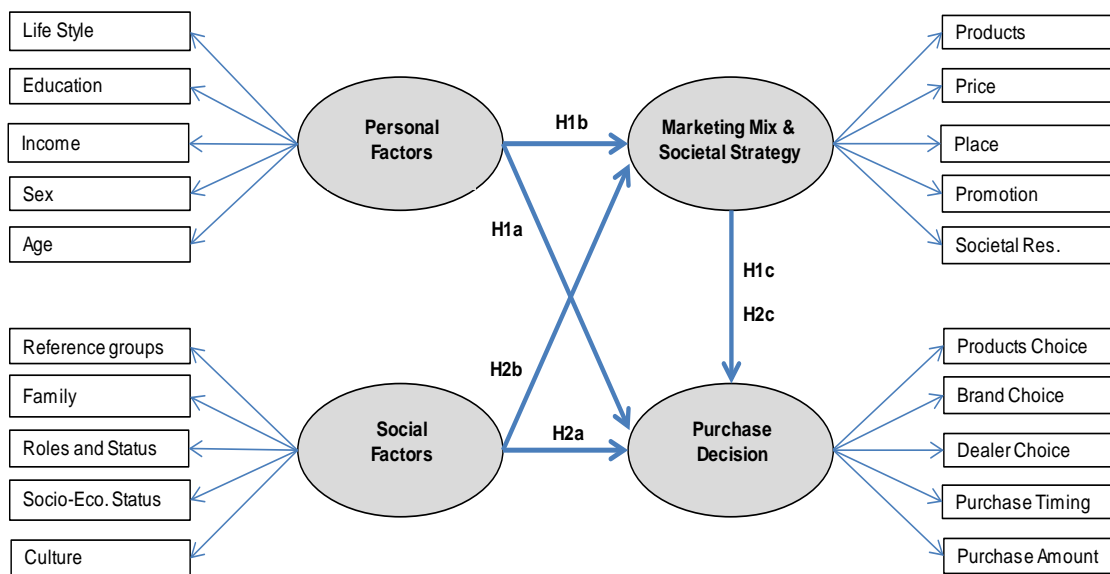 Life Style
Education
Income
Sex
Age
Personal
Factors
H1b
H1a
Marketing Mix &
Societal Strategy
Products
Price
Place
Promotion
Societal Res.
H1c
H2c
Reference groups
Family
Roles and Status
Socio-Eco. Status
Culture
Social
Factors
H2b
H2a
Purchase
Decision
Products Choice
Brand Choice
Dealer Choice
Purchase Timing
Purchase Amount